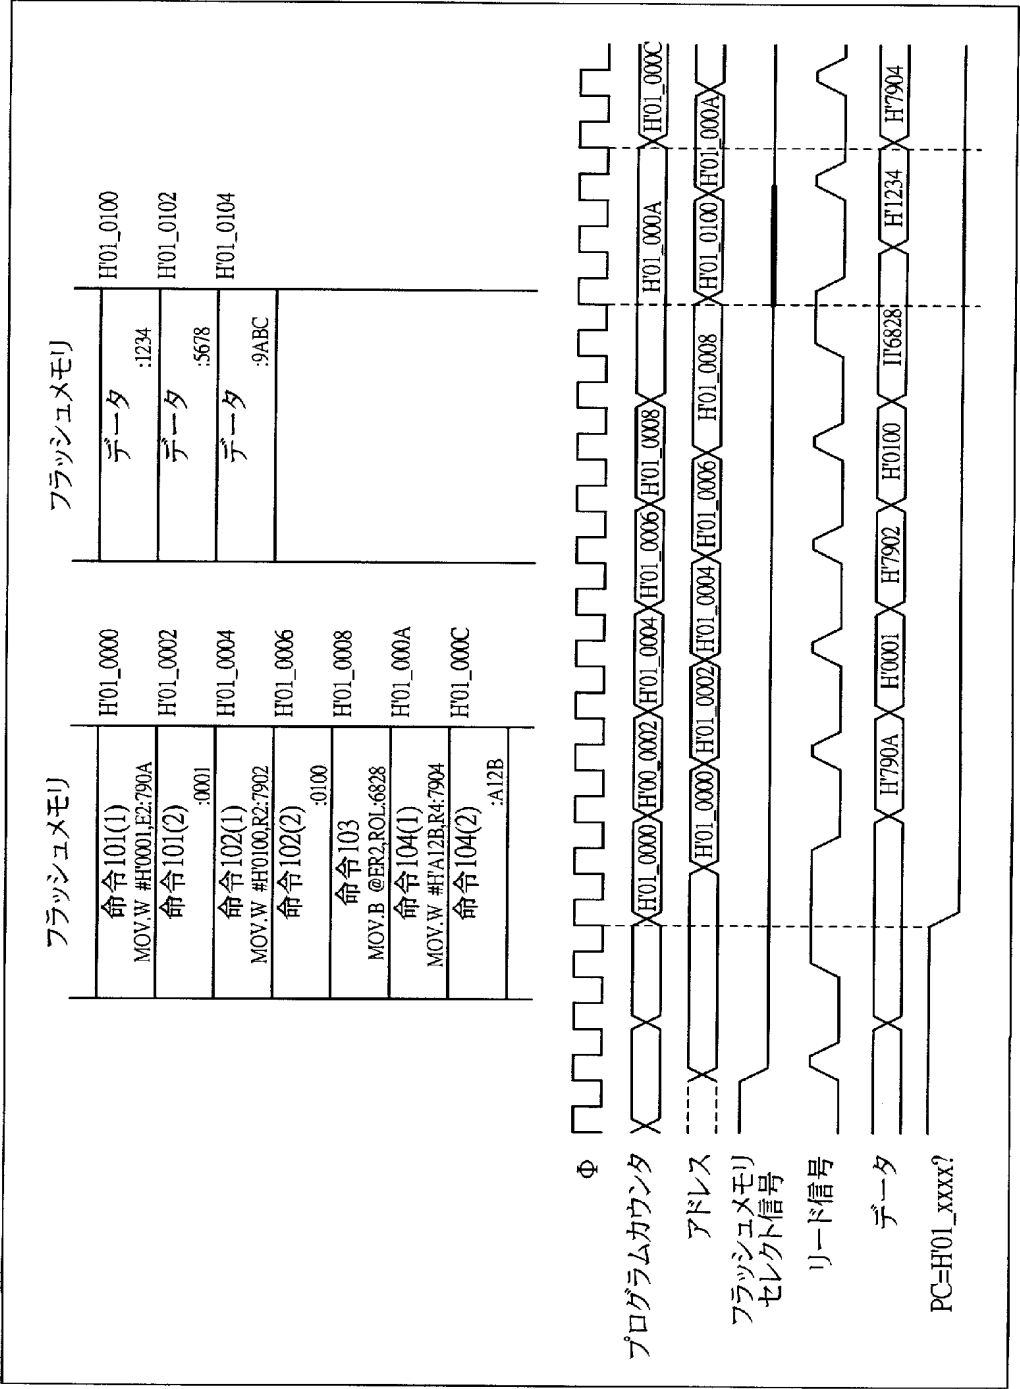 フラッシュメモリ
命令101(1)
MOV.W #H'0001,E2:790A
H'01_0000
命令101(2)
:0001
H'01_0002
命令102(1)
MOV.W #H'0100,R2:7902
H'01_0004
命令102(2)
:0100
H'01_0006
命令103
MOV.B @ER2,ROL:6828
H'01_0008
命令104(1)
MOV.W #H'A12B,R4:7904
H'01_000A
命令104(2)
:A12B
H'01_000C
フラッシュメモリ
データ
:1234
H'01_0100
データ
:5678
H'01_0102
データ
:9ABC
H'01_0104
Φ
プログラムカウンタ
H'01_0000 H'00_0002 H'01_0004 H'01_0006 H'01_0008 H'01_000A H'01_000C
アドレス
H'01_0000 H'01_0002 H'01_0004 H'01_0006 H'01_0008 H'01_0100 H'01_000A
フラッシュメモリ
セレクト信号
リード信号
データ
H'790A H'0001 H'7902 H'0100 H'6828 H'1234 H'7904
PC=H'01_xxxx?